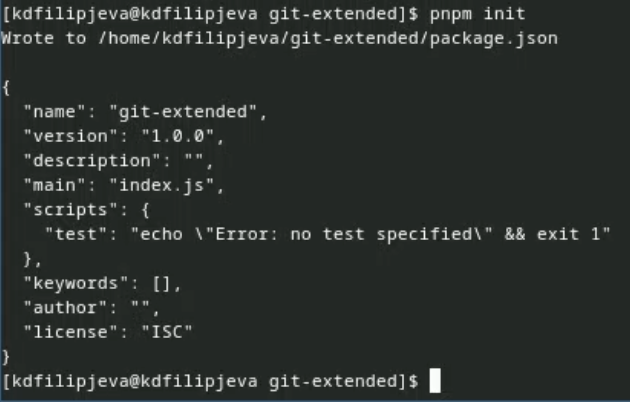 [kdfilipjeva@kdfilipjeva git-extended]$ pnpm init
Wrote to /home/kdfilipjeva/git-extended/package.json

{
  "name": "git-extended",
  "version": "1.0.0",
  "description": "",
  "main": "index.js",
  "scripts": {
    "test": "echo \"Error: no test specified\" && exit 1"
  },
  "keywords": [],
  "author": "",
  "license": "ISC"
}
[kdfilipjeva@kdfilipjeva git-extended]$